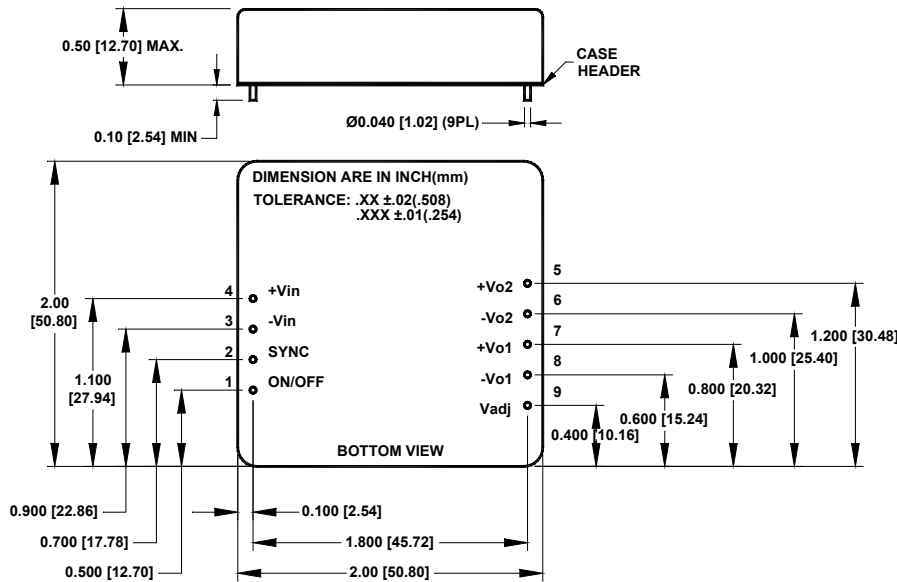 0.50 [12.70] MAX.
CASE
HEADER
0.10 [2.54] MIN
Ø0.040 [1.02] (9PL)
DIMENSION ARE IN INCH(mm)
TOLERANCE: .XX ±.02(.508)
.XXX ±.01(.254)
2.00
[50.80]
4 +Vin
3 -Vin
2 SYNC
1 ON/OFF
+Vo2 5
-Vo2 6
+Vo1 7
-Vo1 8
Vadj 9
1.200 [30.48]
1.000 [25.40]
0.800 [20.32]
0.600 [15.24]
0.400 [10.16]
1.100
[27.94]
BOTTOM VIEW
0.900 [22.86]
0.100 [2.54]
0.700 [17.78]
1.800 [45.72]
0.500 [12.70]
2.00 [50.80]